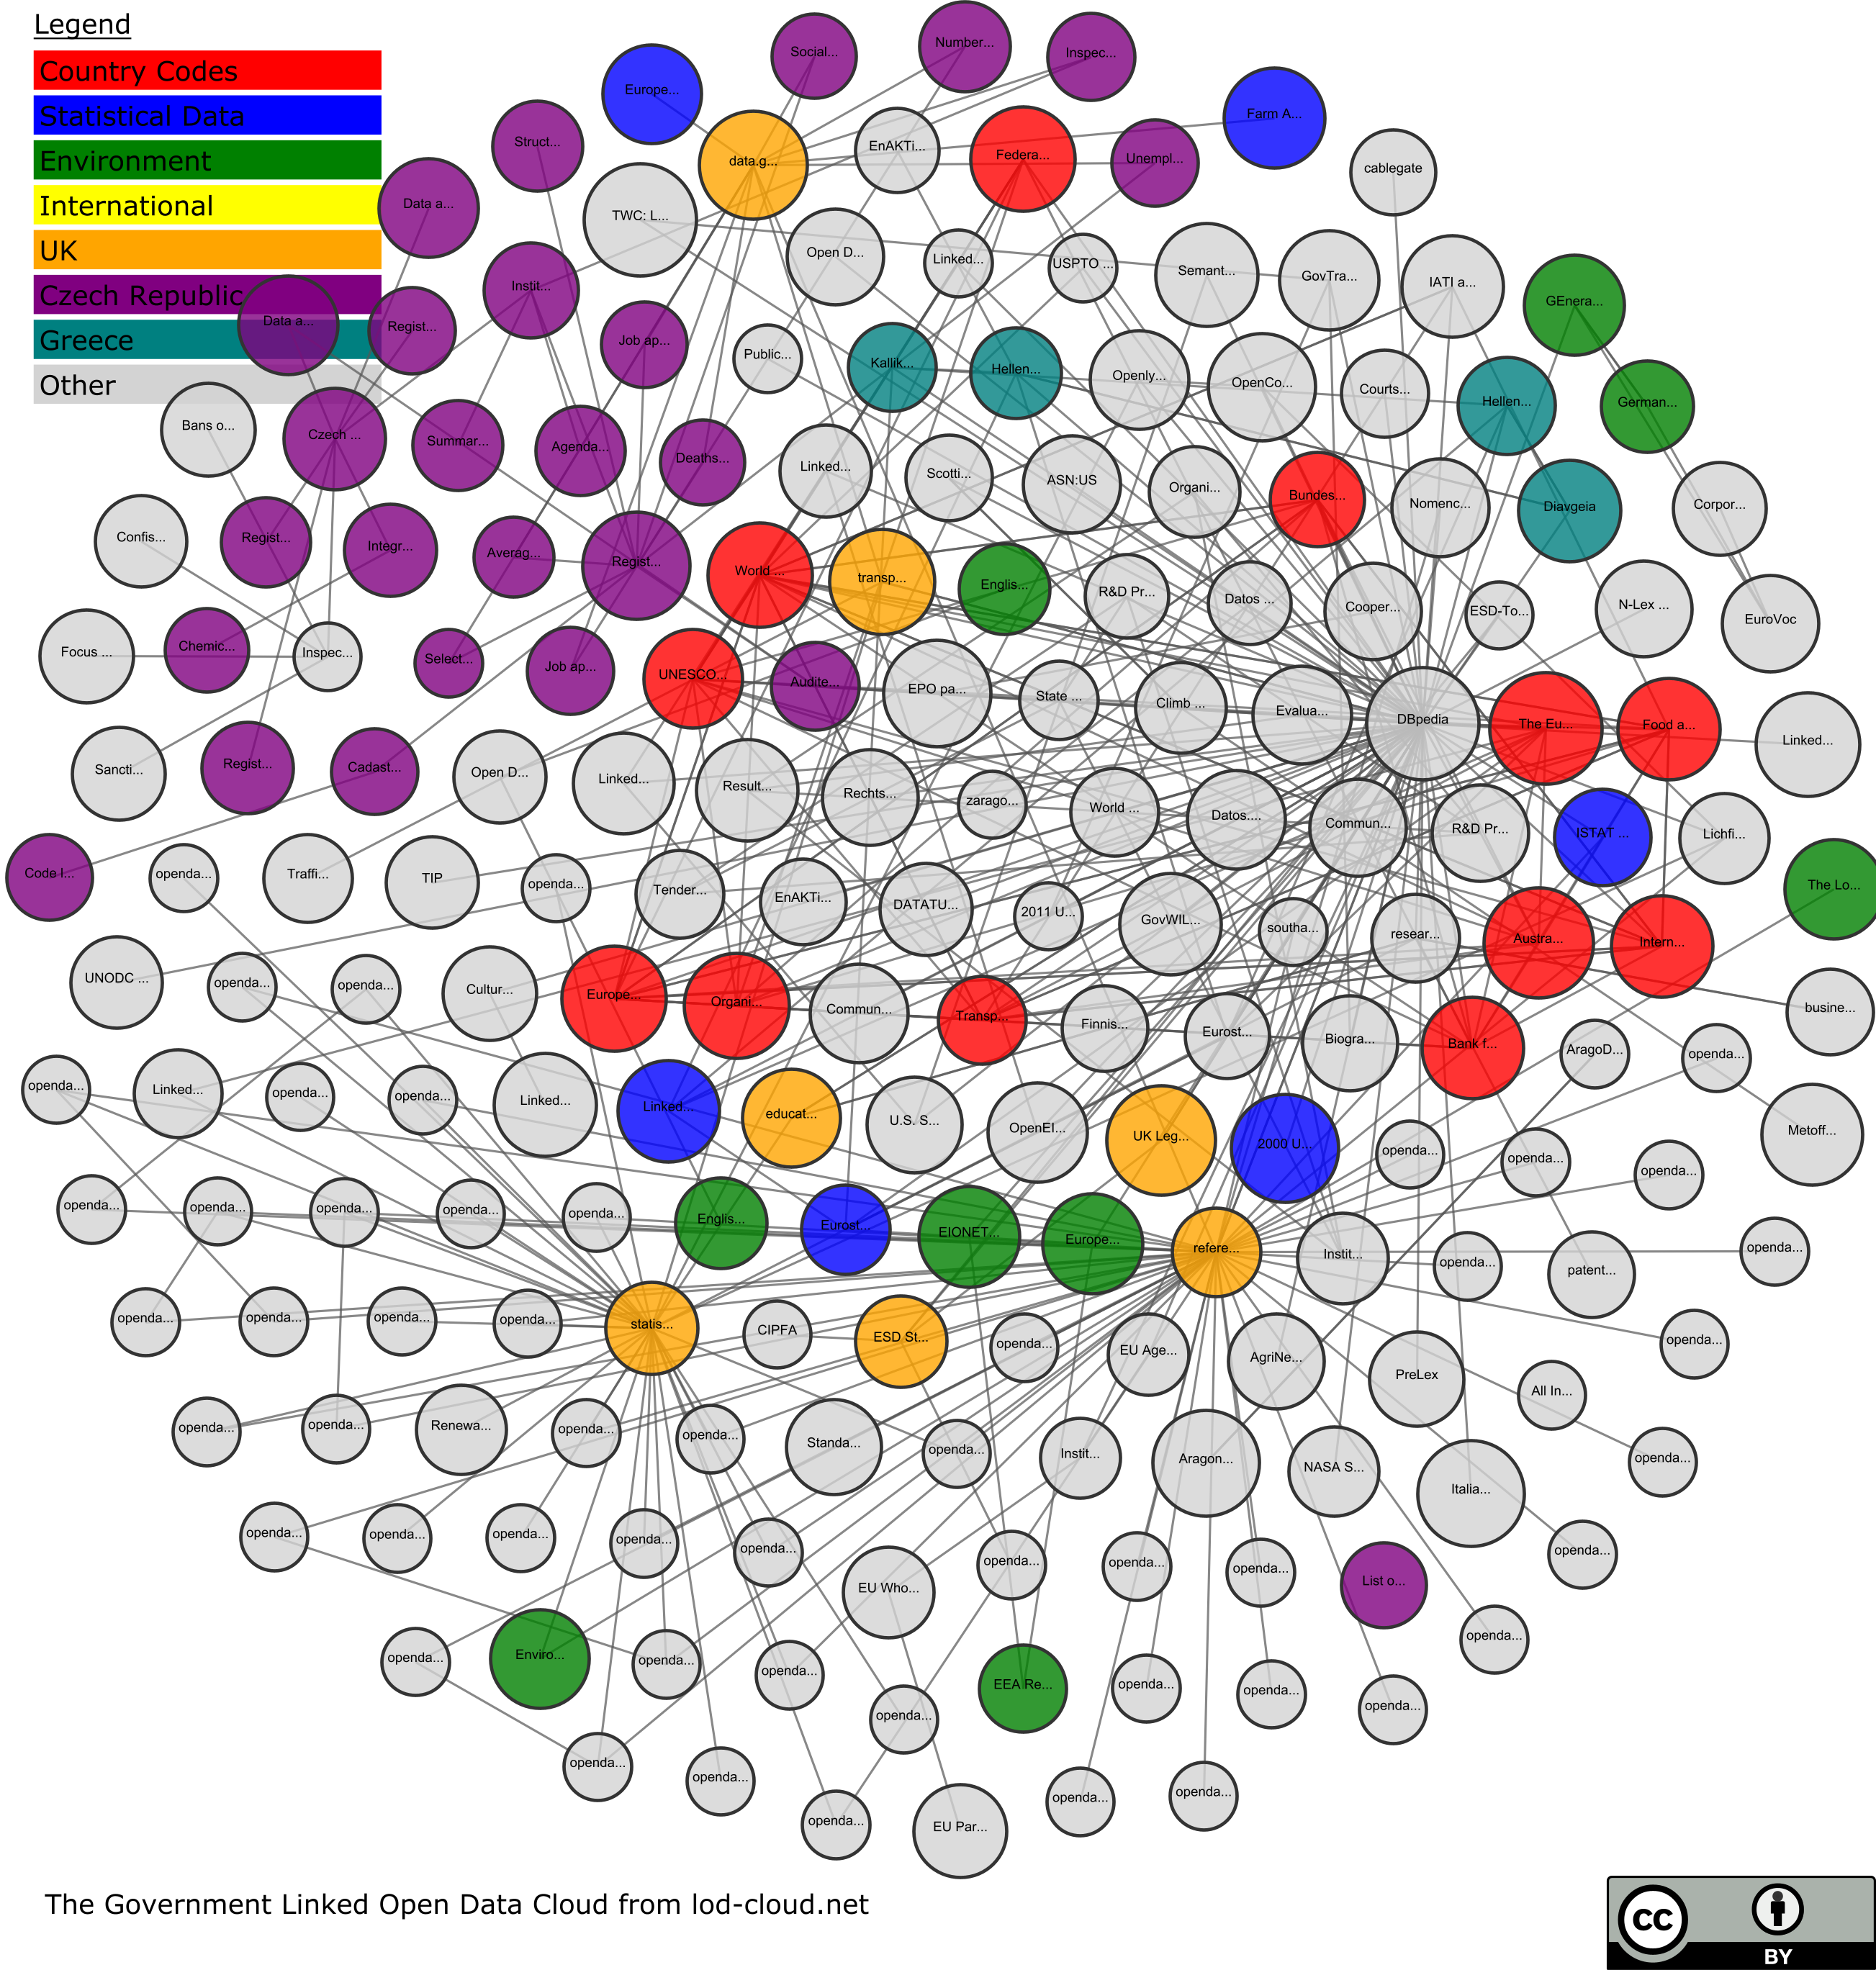 Legend
Country Codes
Statistical Data
Environment
International
UK
Czech Republic
Greece
Other
Social...
Number...
Inspec...
Europe...
Farm A...
Struct...
data.g...
EnAKTi...
Federa...
Unempl...
cablegate
Data a...
TWC: L...
Open D...
Linked...
USPTO ...
Semant...
GovTra...
IATI a...
GEnera...
Instit...
Data a...
Regist...
Job ap...
Public...
Kallik...
Hellen...
Openly...
OpenCo...
Courts...
Hellen...
German...
Bans o...
Czech ...
Summar...
Agenda...
Deaths...
Linked...
Scotti...
ASN:US
Organi...
Bundes...
Nomenc...
Diavgeia
Corpor...
Confis...
Regist...
Integr...
Averag...
Regist...
World ...
transp...
Englis...
R&D Pr...
Datos ...
Cooper...
ESD-To...
N-Lex ...
EuroVoc
Focus ...
Chemic...
Inspec...
Select...
Job ap...
UNESCO...
Audite...
EPO pa...
State ...
Climb ...
Evalua...
DBpedia
The Eu...
Food a...
Linked...
Sancti...
Regist...
Cadast...
Open D...
Linked...
Result...
Rechts...
zarago...
World ...
Datos....
Commun...
R&D Pr...
ISTAT ...
Lichfi...
Code l...
openda...
Traffi...
TIP
openda...
Tender...
EnAKTi...
DATATU...
2011 U...
GovWIL...
southa...
resear...
Austra...
Intern...
The Lo...
UNODC ...
openda...
openda...
Cultur...
Europe...
Organi...
Commun...
Transp...
Finnis...
Eurost...
Biogra...
Bank f...
AragoD...
openda...
busine...
openda...
Linked...
openda...
openda...
Linked...
Linked...
educat...
U.S. S...
OpenEI...
UK Leg...
2000 U...
openda...
openda...
openda...
Metoff...
openda...
openda...
openda...
openda...
openda...
Englis...
Eurost...
EIONET...
Europe...
refere...
Instit...
openda...
patent...
openda...
openda...
openda...
openda...
openda...
statis...
CIPFA
ESD St...
openda...
EU Age...
AgriNe...
PreLex
All In...
openda...
openda...
openda...
Renewa...
openda...
openda...
Standa...
openda...
Instit...
Aragon...
NASA S...
Italia...
openda...
openda...
openda...
openda...
openda...
openda...
EU Who...
openda...
openda...
openda...
List o...
openda...
openda...
Enviro...
openda...
openda...
openda...
EEA Re...
openda...
openda...
openda...
openda...
openda...
openda...
openda...
EU Par...
openda...
openda...
The Government Linked Open Data Cloud from lod-cloud.net
cc
BY